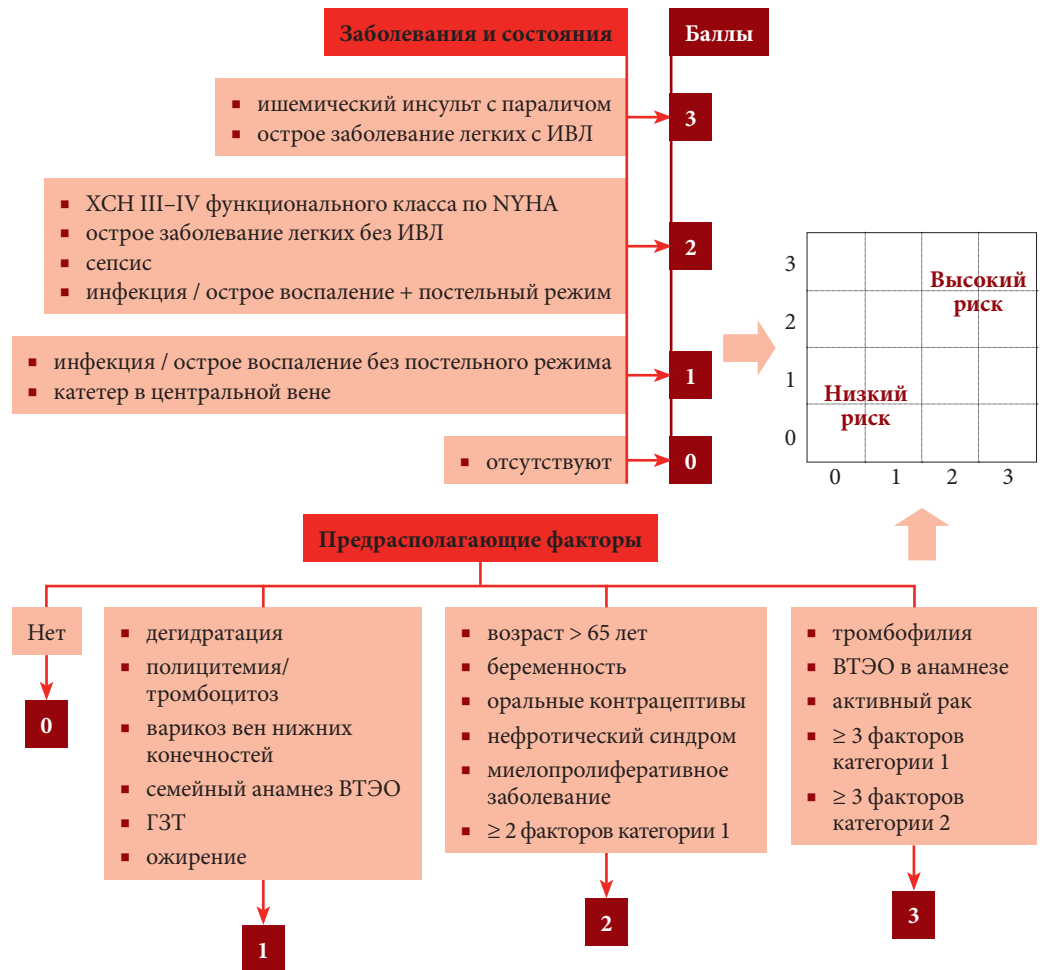 Заболевания и состояния
Баллы
▪ ишемический инсульт с параличом
▪ острое заболевание легких с ИВЛ
3
▪ ХСН III–IV функционального класса по NYHA
▪ острое заболевание легких без ИВЛ
▪ сепсис
▪ инфекция / острое воспаление + постельный режим
2
▪ инфекция / острое воспаление без постельного режима
▪ катетер в центральной вене
1
▪ отсутствуют
0
3
2
1
0
Высокий
риск
Низкий
риск
0 1 2 3
Предрасполагающие факторы
Нет
0
▪ дегидратация
▪ полицитемия/
тромбоцитоз
▪ варикоз вен нижних
конечностей
▪ семейный анамнез ВТЭО
▪ ГЗТ
▪ ожирение
1
▪ возраст > 65 лет
▪ беременность
▪ оральные контрацептивы
▪ нефротический синдром
▪ миелопролиферативное
заболевание
▪ ≥ 2 факторов категории 1
2
▪ тромбофилия
▪ ВТЭО в анамнезе
▪ активный рак
▪ ≥ 3 факторов
категории 1
▪ ≥ 3 факторов
категории 2
3